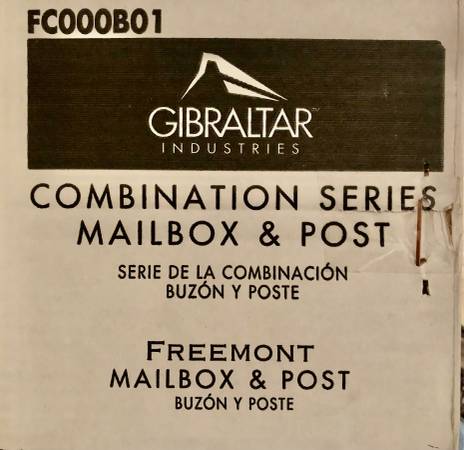 FC000B01
GIBRALTAR
INDUSTRIES
COMBINATION SERIES
MAILBOX & POST
SERIE DE LA COMBINACIÓN
BUZÓN Y POSTE
FREEMONT
MAILBOX & POST
BUZÓN Y POSTE